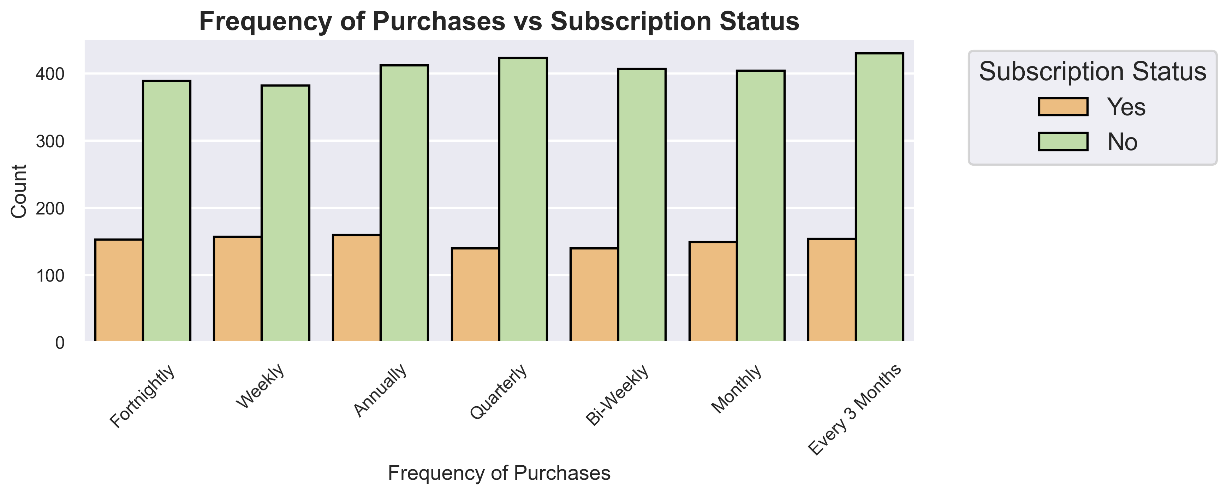 Frequency of Purchases vs Subscription Status
Subscription Status
Yes
No
Count
400
300
200
100
0
Fortnightly
Weekly
Annually
Quarterly
Bi-Weekly
Monthly
Every 3 Months
Frequency of Purchases